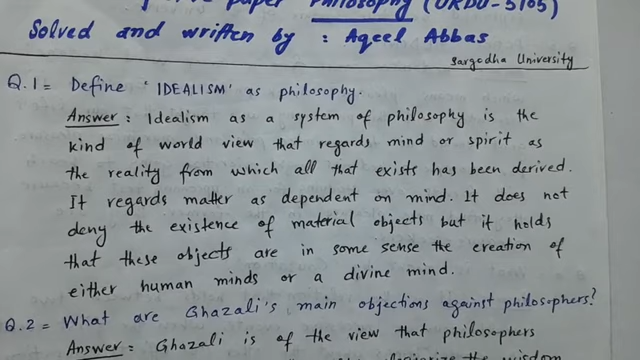 paper Philosophy (URDU-5105)
Solved and written by : Aqeel Abbas
Sargodha University
Q.1 = Define 'IDEALISM' as philosophy.
Answer : Idealism as a system of philosophy is the
kind of world view that regards mind or spirit as
the reality from which all that exists has been derived.
It regards matter as dependent on mind. It does not
deny the existence of material objects but it holds
that these objects are in some sense the creation of
either human minds or a divine mind.
Q.2 = What are Ghazali's main objections against philosophers?
Answer : Ghazali is of the view that philosophers
the wisdom